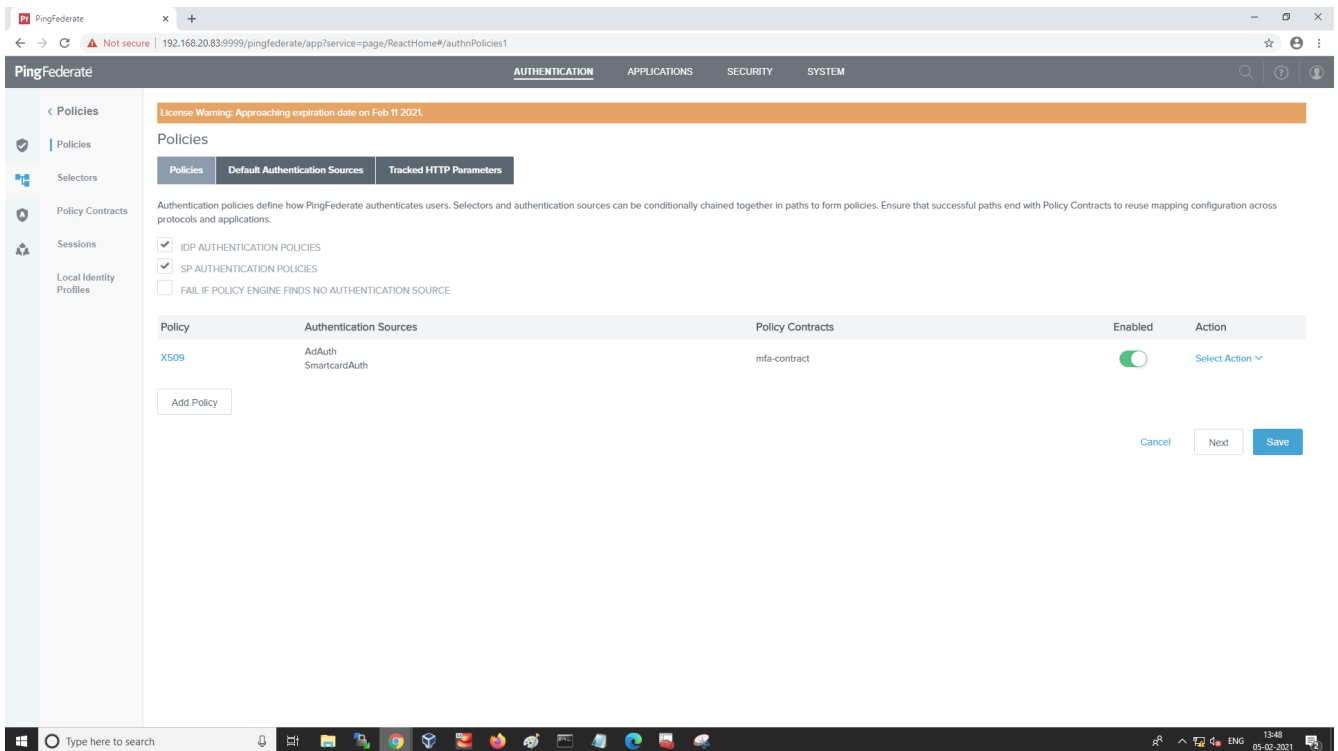 Pf PingFederate
Not secure | 192.168.20.83:9999/pingfederate/app?service=page/ReactHome#/authnPolicies1
PingFederate
AUTHENTICATION APPLICATIONS SECURITY SYSTEM
< Policies
Policies
Selectors
Policy Contracts
Sessions
Local Identity
Profiles
License Warning: Approaching expiration date on Feb 11 2021.
Policies
Policies Default Authentication Sources Tracked HTTP Parameters
Authentication policies define how PingFederate authenticates users. Selectors and authentication sources can be conditionally chained together in paths to form policies. Ensure that successful paths end with Policy Contracts to reuse mapping configuration across
protocols and applications.
IDP AUTHENTICATION POLICIES
SP AUTHENTICATION POLICIES
FAIL IF POLICY ENGINE FINDS NO AUTHENTICATION SOURCE
Policy Authentication Sources Policy Contracts Enabled Action
X509 AdAuth mfa-contract Select Action
SmartcardAuth
Add Policy
Cancel Next Save
Type here to search
ENG
13:48
05-02-2021